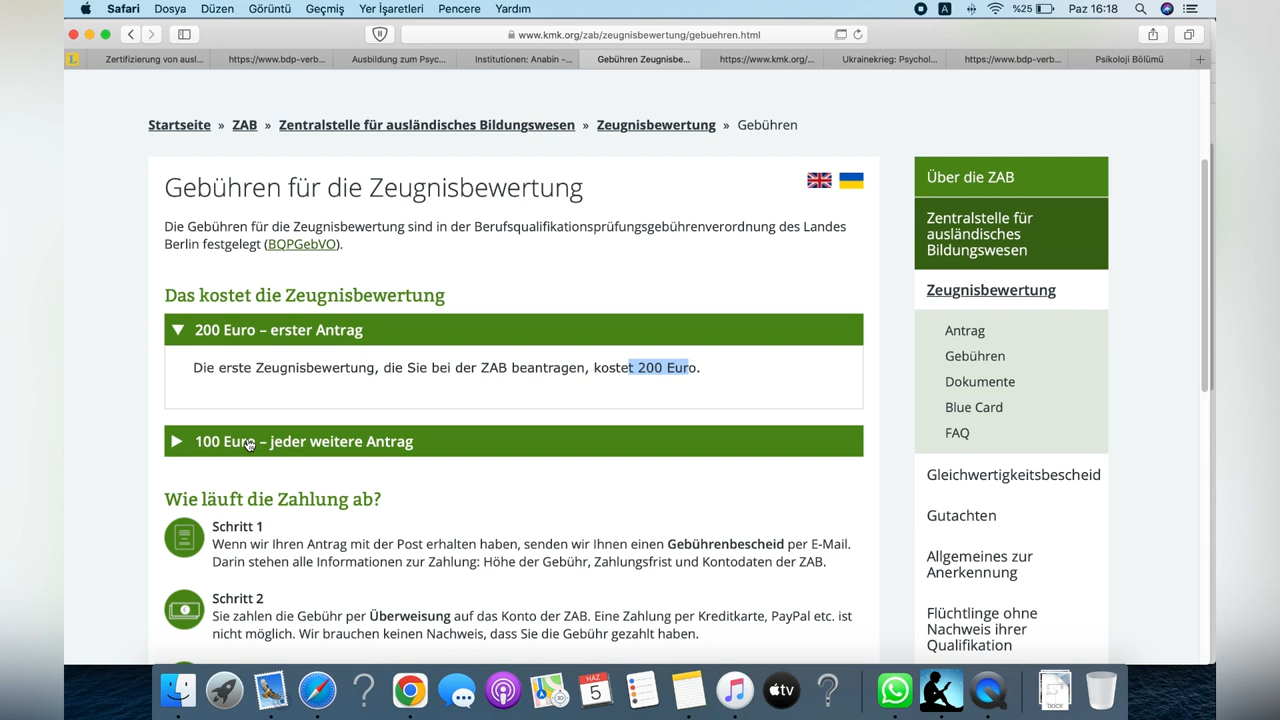 Safari Dosya Düzen Görüntü Geçmiş Yer İşaretleri Pencere Yardım A %25 Paz 16:18
www.kmk.org/zab/zeugnisbewertung/gebuehren.html
L Zertifizierung von ausl... https://www.bdp-verb... Ausbildung zum Psyc... Institutionen: Anabin -... Gebühren Zeugnisbe... https://www.kmk.org/... Ukrainekrieg: Psychol... https://www.bdp-verb... Psikoloji Bölümü
Startseite » ZAB » Zentralstelle für ausländisches Bildungswesen » Zeugnisbewertung » Gebühren
Gebühren für die Zeugnisbewertung
Die Gebühren für die Zeugnisbewertung sind in der Berufsqualifikationsprüfungsgebührenverordnung des Landes
Berlin festgelegt (BQPGebVO).
Das kostet die Zeugnisbewertung
200 Euro – erster Antrag
Die erste Zeugnisbewertung, die Sie bei der ZAB beantragen, kostet 200 Euro.
100 Euro – jeder weitere Antrag
Wie läuft die Zahlung ab?
Schritt 1
Wenn wir Ihren Antrag mit der Post erhalten haben, senden wir Ihnen einen Gebührenbescheid per E-Mail.
Darin stehen alle Informationen zur Zahlung: Höhe der Gebühr, Zahlungsfrist und Kontodaten der ZAB.
Schritt 2
Sie zahlen die Gebühr per Überweisung auf das Konto der ZAB. Eine Zahlung per Kreditkarte, PayPal etc. ist
nicht möglich. Wir brauchen keinen Nachweis, dass Sie die Gebühr gezahlt haben.
Über die ZAB
Zentralstelle für
ausländisches
Bildungswesen
Zeugnisbewertung
Antrag
Gebühren
Dokumente
Blue Card
FAQ
Gleichwertigkeitsbescheid
Gutachten
Allgemeines zur
Anerkennung
Flüchtlinge ohne
Nachweis ihrer
Qualifikation
HAZ
5
tv
DOCX